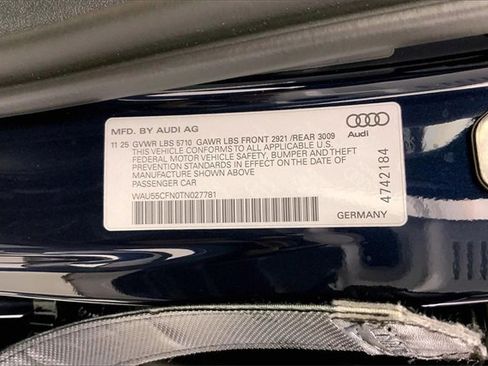 MFD. BY AUDI AG
11 25 GVWR LBS 5710 GAWR LBS FRONT 2921 /REAR 3009
THIS VEHICLE CONFORMS TO ALL APPLICABLE U.S.
FEDERAL MOTOR VEHICLE SAFETY, BUMPER AND THEFT
PREVENTION STANDARDS IN EFFECT ON THE DATE OF
MANUFACTURE SHOWN ABOVE
PASSENGER CAR
WAU55CFN0TN027781
Audi
4742184
GERMANY